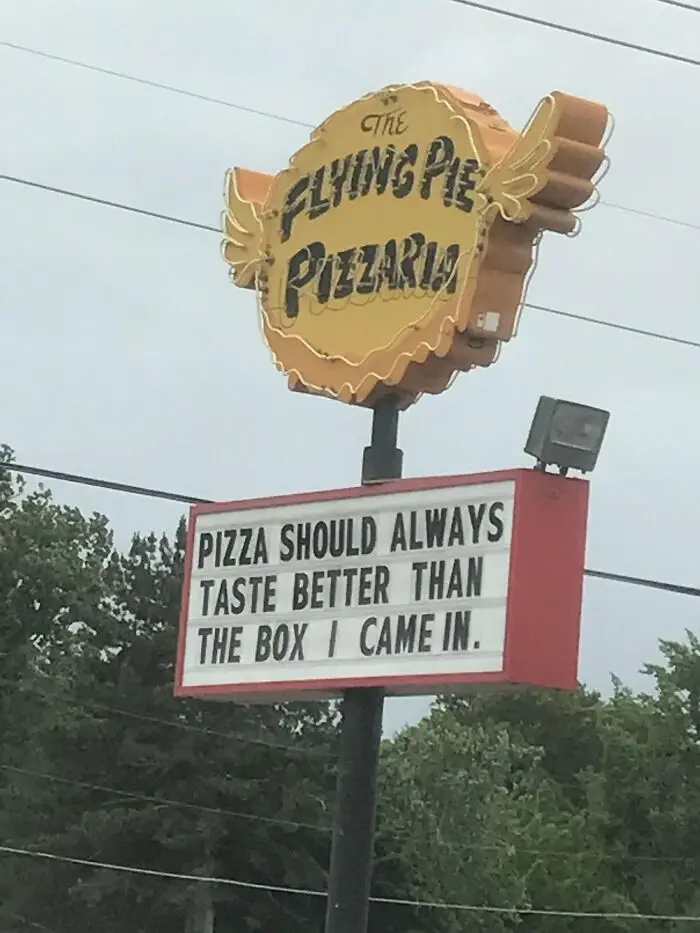 The
FLYING PIE
PIZZARIA
PIZZA SHOULD ALWAYS
TASTE BETTER THAN
THE BOX I CAME IN.